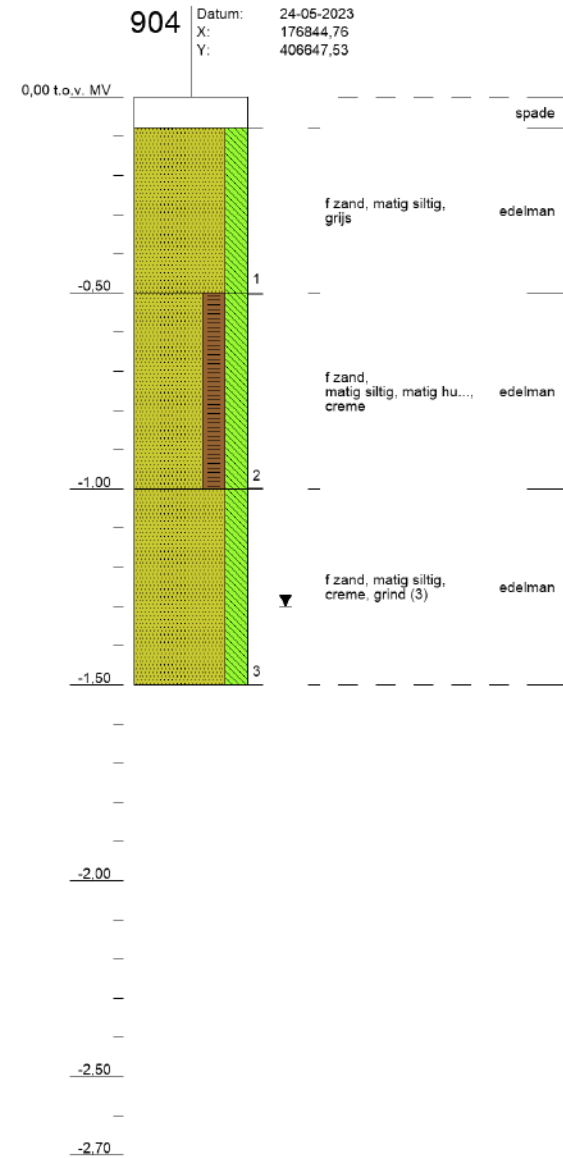 904
Datum: 24-05-2023
X: 176844,76
Y: 406647,53
0,00 t.o.v. MV
spade
f zand, matig siltig,
grijs
edelman
1
-0,50
f zand,
matig siltig, matig hu...,
creme
edelman
2
-1,00
f zand, matig siltig,
creme, grind (3)
edelman
3
-1,50
-2,00
-2,50
-2,70